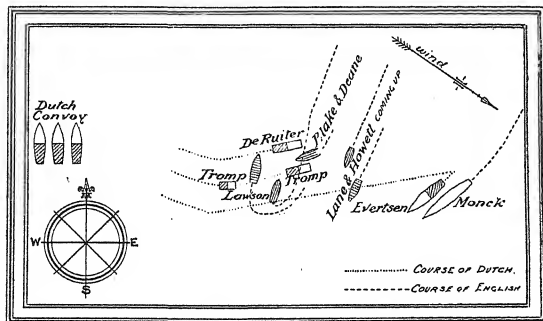 wind
Dutch
Convoy
De Ruiter
Blake & Deane
Lane & Howell COMING UP
Tromp
Tromp
Lawson
Evertsen
Monck
W
E
S
COURSE OF DUTCH.
COURSE OF ENGLISH